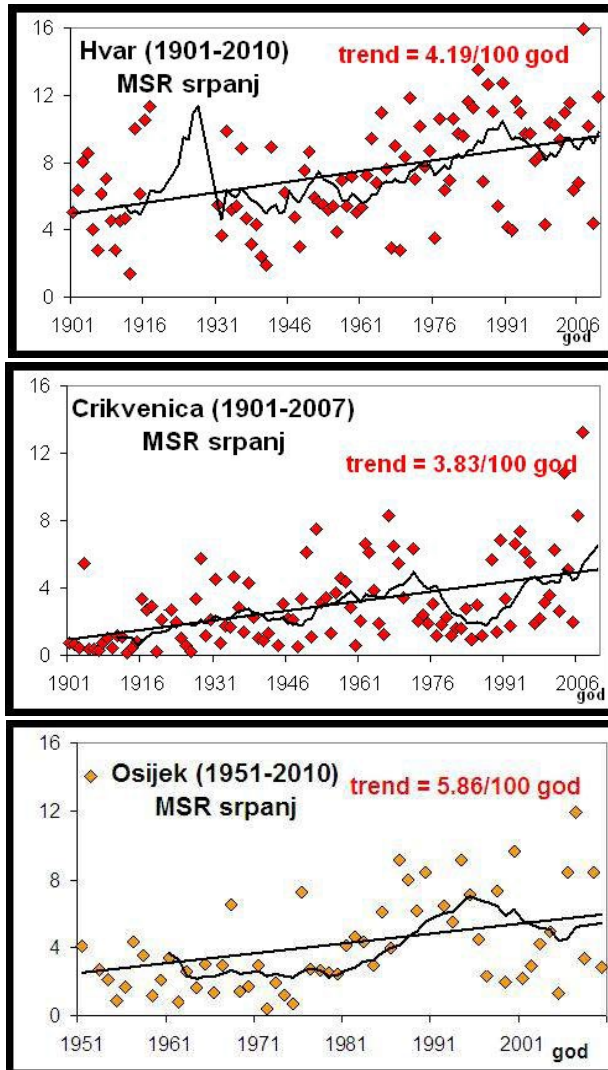 16
Hvar (1901-2010)
trend = 4.19/100 god
MSR srpanj
12
8
4
0
1901 1916 1931 1946 1961 1976 1991 2006
god
16
Crikvenica (1901-2007)
MSR srpanj
trend = 3.83/100 god
12
8
4
0
1901 1916 1931 1946 1961 1976 1991 2006
god
16
Osijek (1951-2010)
trend = 5.86/100 god
MSR srpanj
12
8
4
0
1951 1961 1971 1981 1991 2001
god